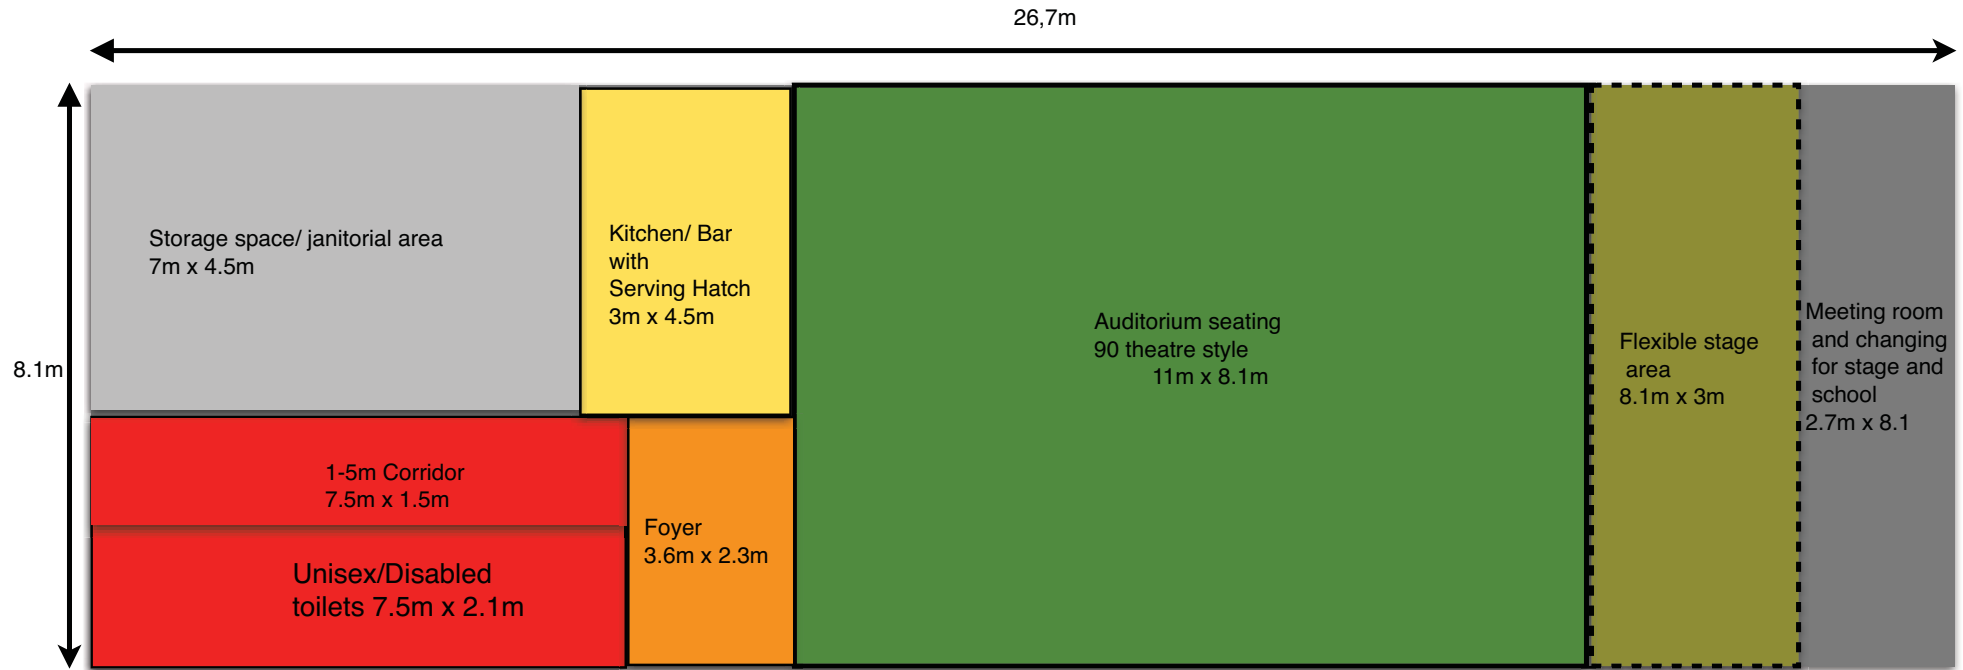 26,7m
8.1m
Storage space/ janitorial area
7m x 4.5m
Kitchen/ Bar
with
Serving Hatch
3m x 4.5m
1-5m Corridor
7.5m x 1.5m
Unisex/Disabled
toilets 7.5m x 2.1m
Foyer
3.6m x 2.3m
Auditorium seating
90 theatre style
11m x 8.1m
Flexible stage
area
8.1m x 3m
Meeting room
and changing
for stage and
school
2.7m x 8.1